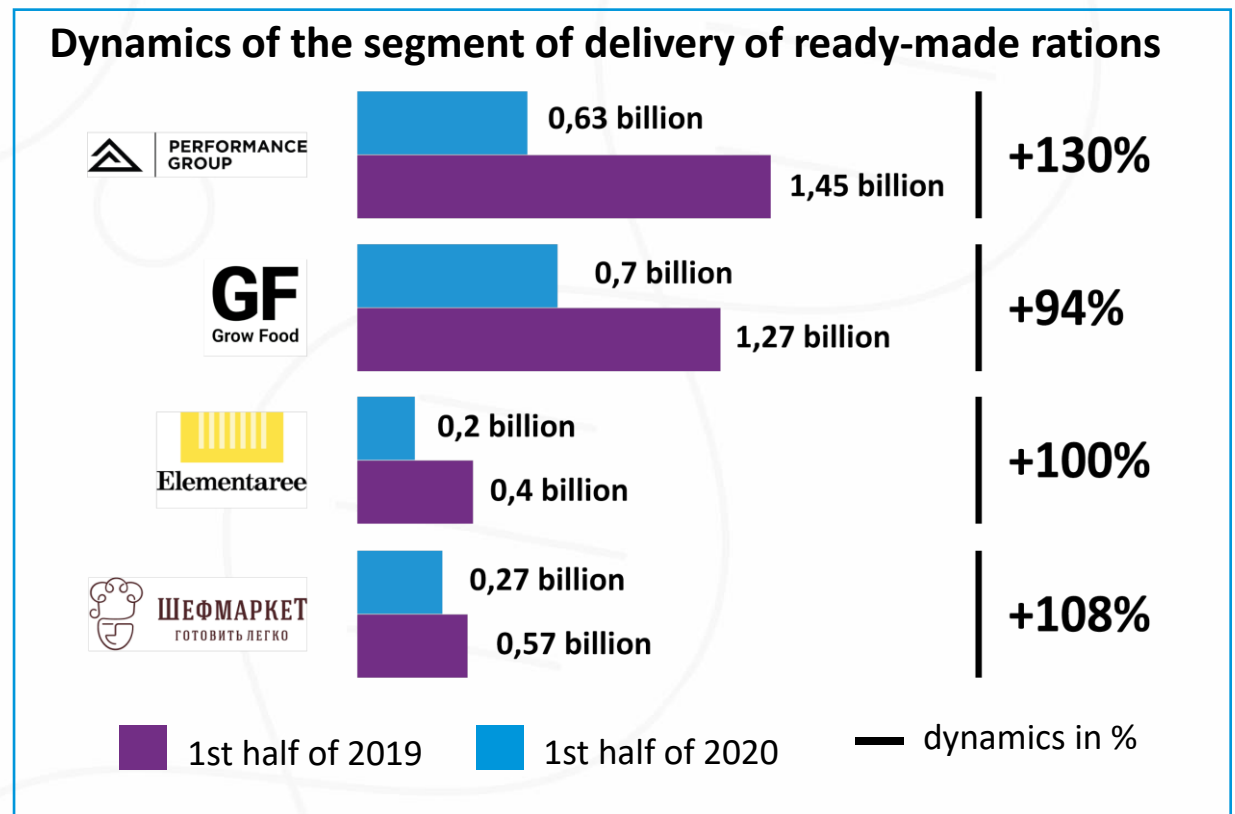 Dynamics of the segment of delivery of ready-made rations
PERFORMANCE
GROUP
0,63 billion
1,45 billion
+130%
GF
Grow Food
0,7 billion
1,27 billion
+94%
Elementaree
0,2 billion
0,4 billion
+100%
ШЕФМАРКЕТ
ГОТОВИТЬ ЛЕГКО
0,27 billion
0,57 billion
+108%
1st half of 2019
1st half of 2020
dynamics in %